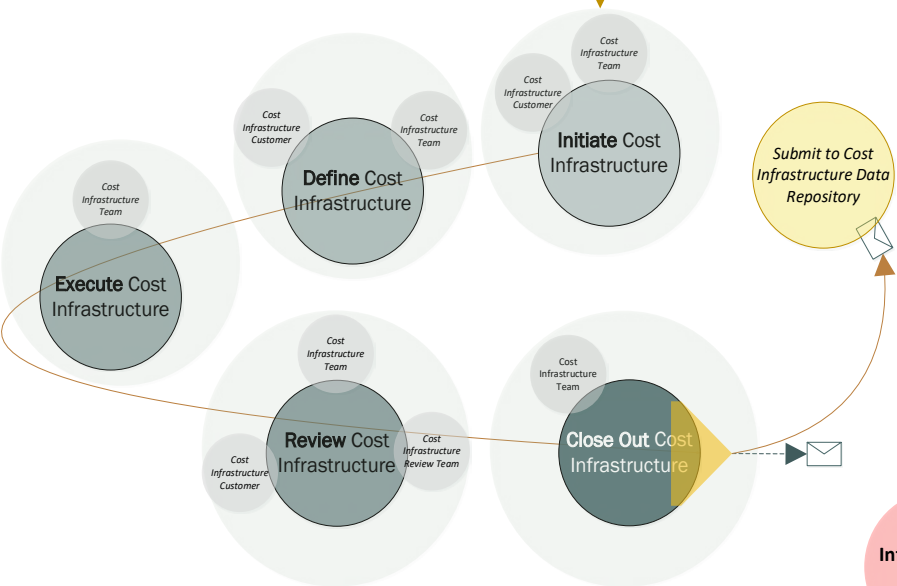 Cost
Infrastructure
Team
Cost
Infrastructure
Customer
Initiate Cost
Infrastructure
Cost
Infrastructure
Customer
Cost
Infrastructure
Team
Define Cost
Infrastructure
Submit to Cost
Infrastructure Data
Repository
Cost
Infrastructure
Team
Execute Cost
Infrastructure
Cost
Infrastructure
Team
Review Cost
Infrastructure
Cost
Infrastructure
Review Team
Cost
Infrastructure
Customer
Cost
Infrastructure
Team
Close Out Cost
Infrastructure